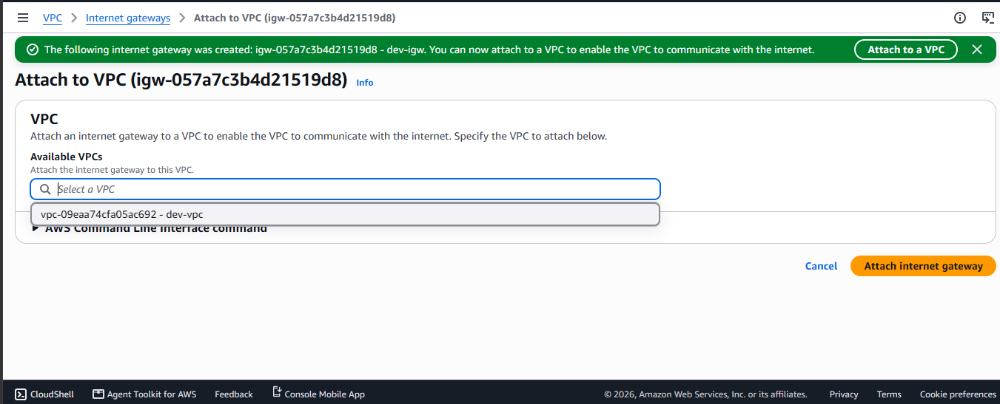 VPC > Internet gateways > Attach to VPC (igw-057a7c3b4d21519d8)
The following internet gateway was created: igw-057a7c3b4d21519d8 - dev-igw. You can now attach to a VPC to enable the VPC to communicate with the internet. Attach to a VPC
Attach to VPC (igw-057a7c3b4d21519d8) Info
VPC
Attach an internet gateway to a VPC to enable the VPC to communicate with the internet. Specify the VPC to attach below.
Available VPCs
Attach the internet gateway to this VPC.
Select a VPC
vpc-09eaa74cfa05ac692 - dev-vpc
AWS Command Line Interface command
Cancel Attach internet gateway
CloudShell Agent Toolkit for AWS Feedback Console Mobile App © 2026, Amazon Web Services, Inc. or its affiliates. Privacy Terms Cookie preferences